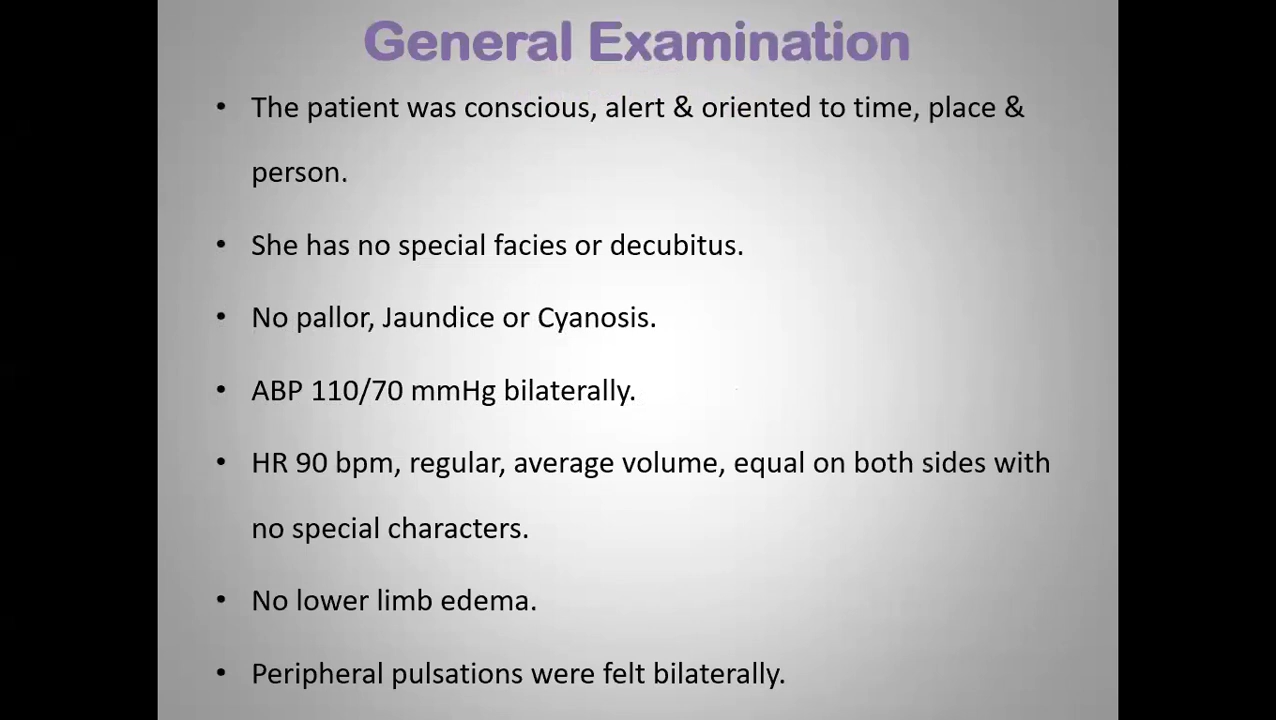 General Examination
• The patient was conscious, alert & oriented to time, place &
person.
• She has no special facies or decubitus.
• No pallor, Jaundice or Cyanosis.
• ABP 110/70 mmHg bilaterally.
• HR 90 bpm, regular, average volume, equal on both sides with
no special characters.
• No lower limb edema.
• Peripheral pulsations were felt bilaterally.